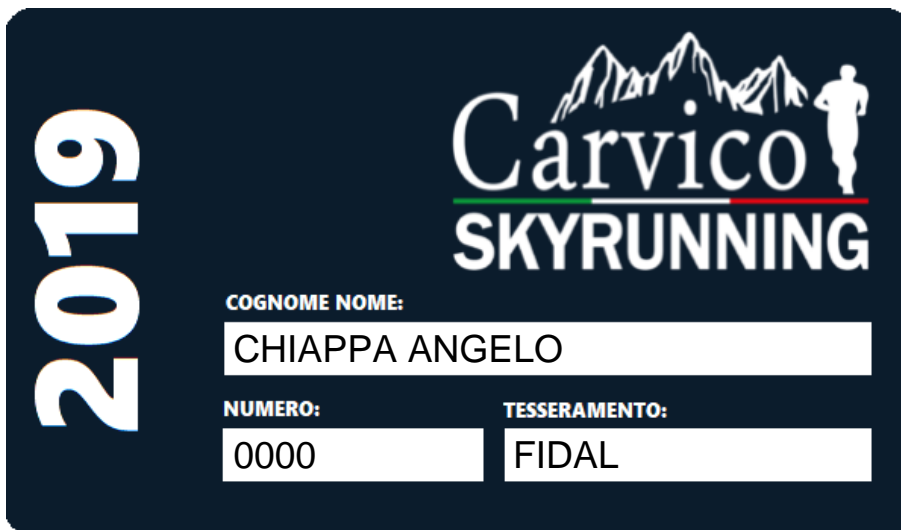 2019
Carvico
SKYRUNNING
COGNOME NOME:
CHIAPPA ANGELO
NUMERO:
TESSERAMENTO:
0000
FIDAL